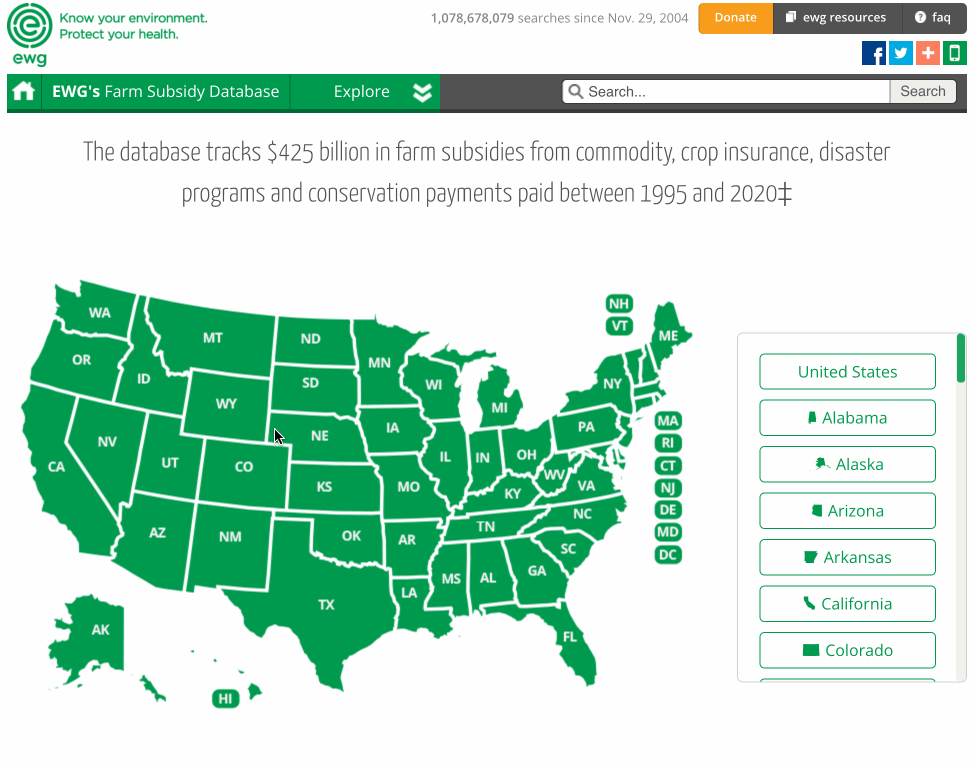 Know your environment.
Protect your health.
ewg
1,078,678,079 searches since Nov. 29, 2004
Donate
ewg resources
faq
EWG's Farm Subsidy Database
Explore
Search...
Search
The database tracks $425 billion in farm subsidies from commodity, crop insurance, disaster
programs and conservation payments paid between 1995 and 2020‡
WA
OR
ID
MT
ND
MN
SD
WY
WI
MI
NY
ME
NH
VT
CA
NV
UT
CO
NE
IA
IL
IN
OH
PA
MA
RI
CT
NJ
DE
MD
DC
KS
MO
KY
WV
VA
AZ
NM
OK
AR
TN
NC
SC
TX
LA
MS
AL
GA
FL
AK
HI
United States
Alabama
Alaska
Arizona
Arkansas
California
Colorado